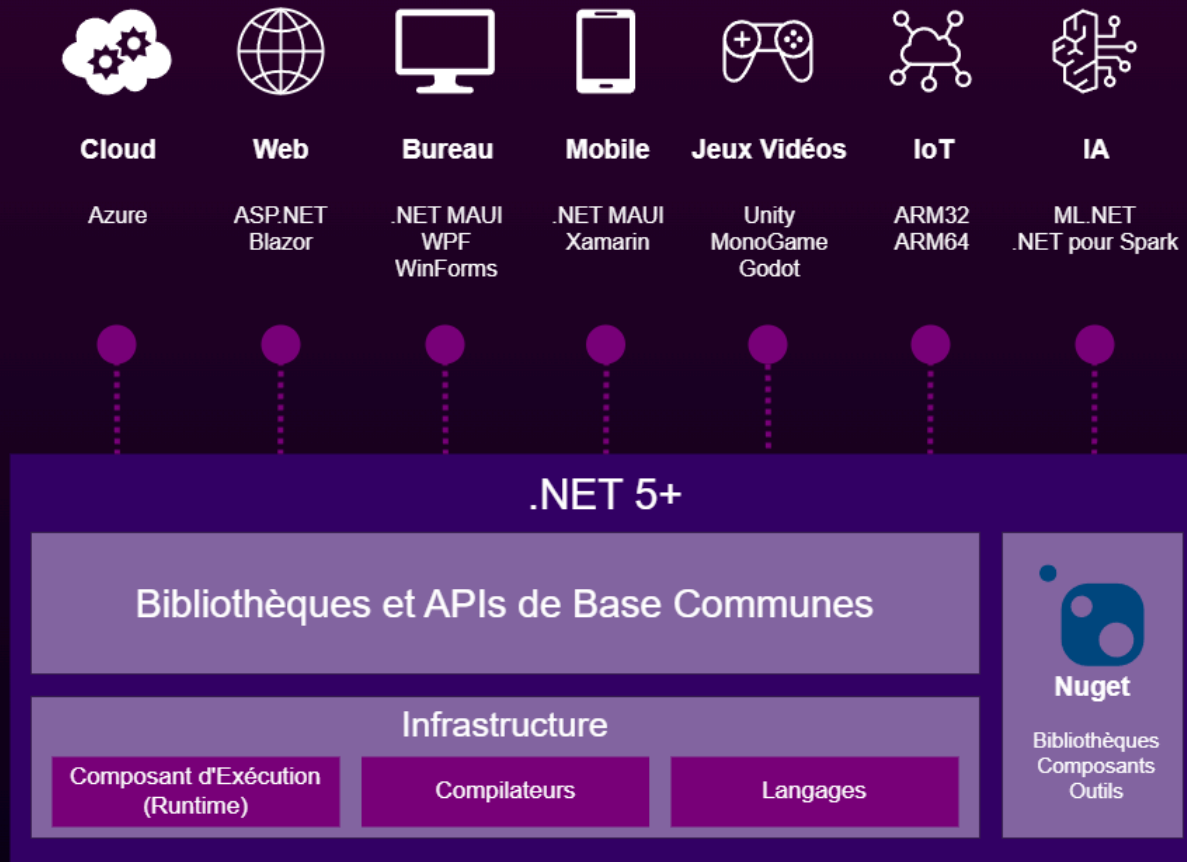 Cloud
Web
Bureau
Mobile
Jeux Vidéos
IoT
IA
Azure
ASP.NET
Blazor
.NET MAUI
WPF
WinForms
.NET MAUI
Xamarin
Unity
MonoGame
Godot
ARM32
ARM64
ML.NET
.NET pour Spark
.NET 5+
Bibliothèques et APIs de Base Communes
Infrastructure
Composant d'Exécution
(Runtime)
Compilateurs
Langages
Nuget
Bibliothèques
Composants
Outils